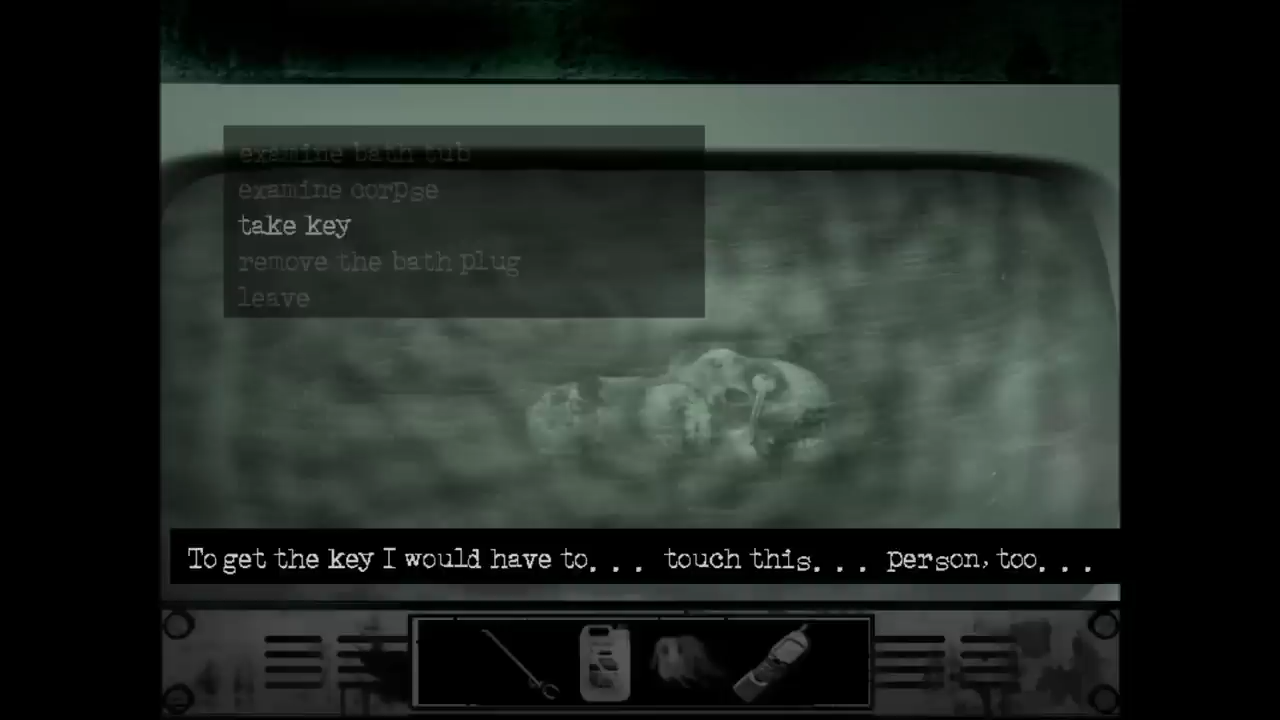 examine bath tub
examine corpse
take key
remove the bath plug
leave
To get the key I would have to... touch this... person, too...